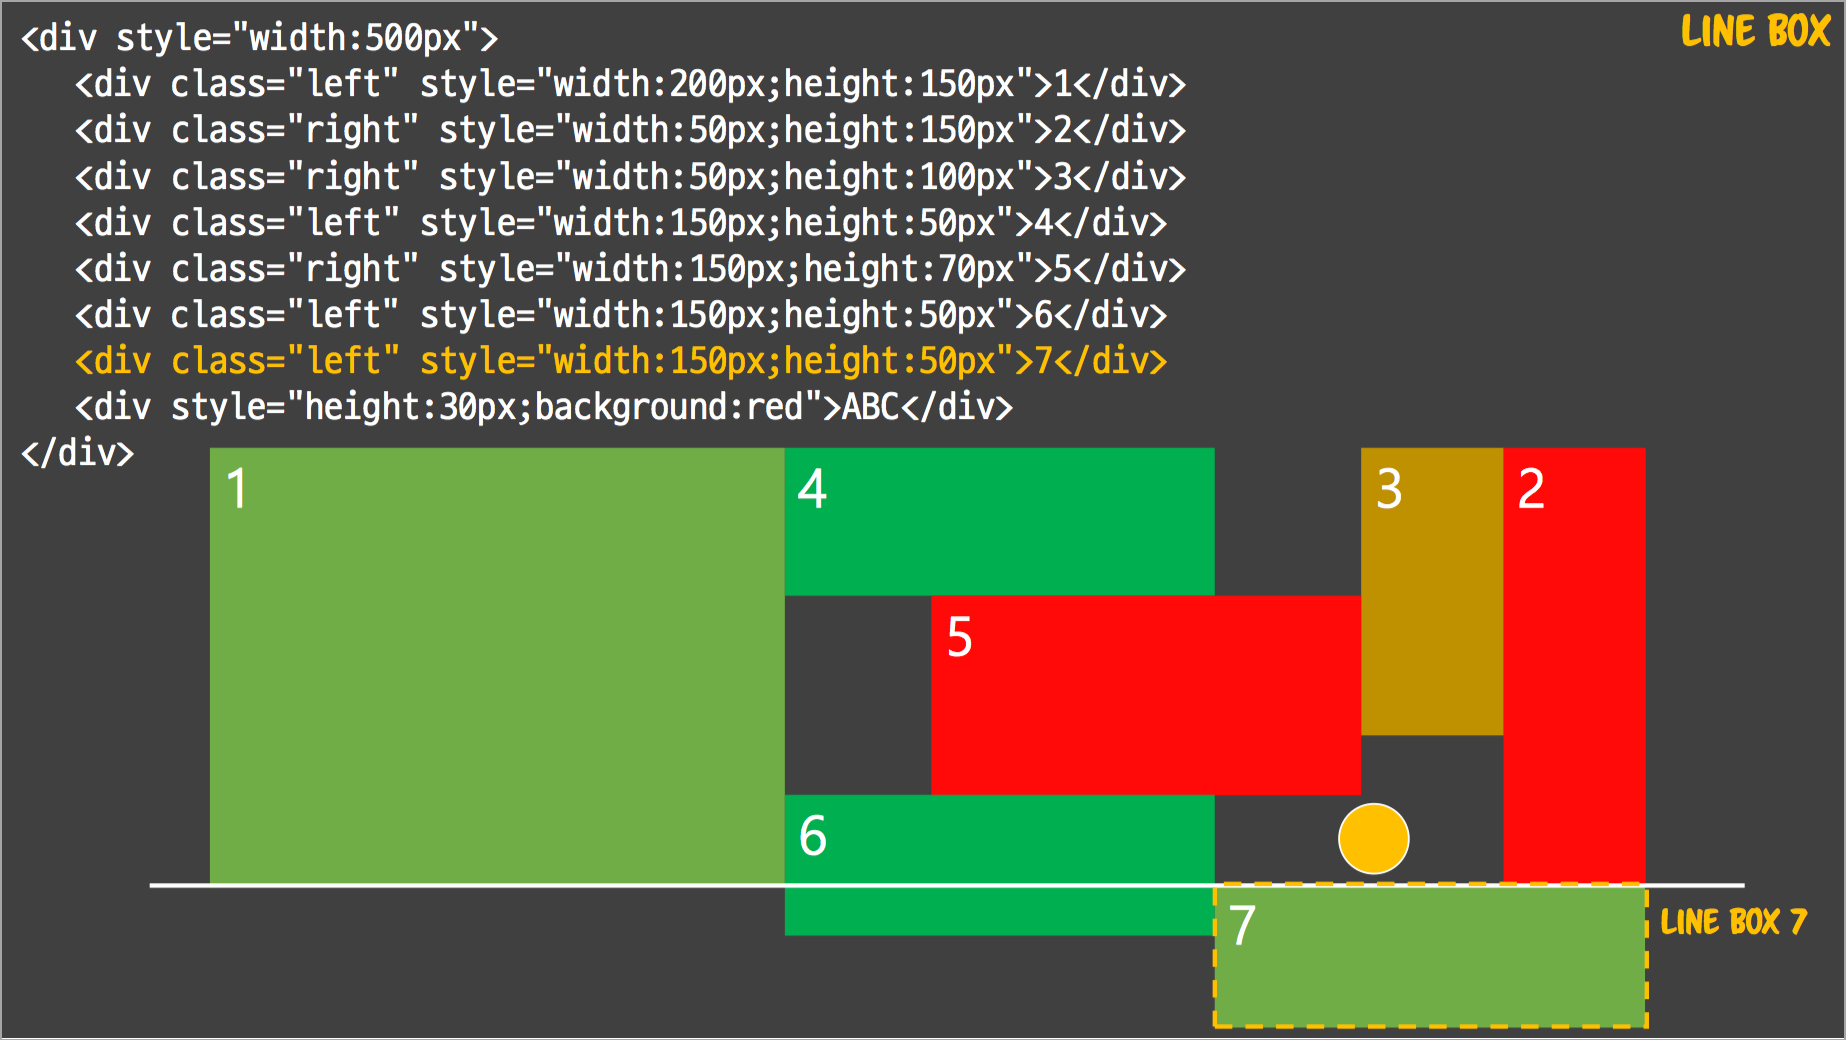 LINE BOX
<div style="width:500px">
<div class="left" style="width:200px;height:150px">1</div>
<div class="right" style="width:50px;height:150px">2</div>
<div class="right" style="width:50px;height:100px">3</div>
<div class="left" style="width:150px;height:50px">4</div>
<div class="right" style="width:150px;height:70px">5</div>
<div class="left" style="width:150px;height:50px">6</div>
<div class="left" style="width:150px;height:50px">7</div>
<div style="height:30px;background:red">ABC</div>
</div>
1
4
3
2
5
6
7
LINE BOX 7